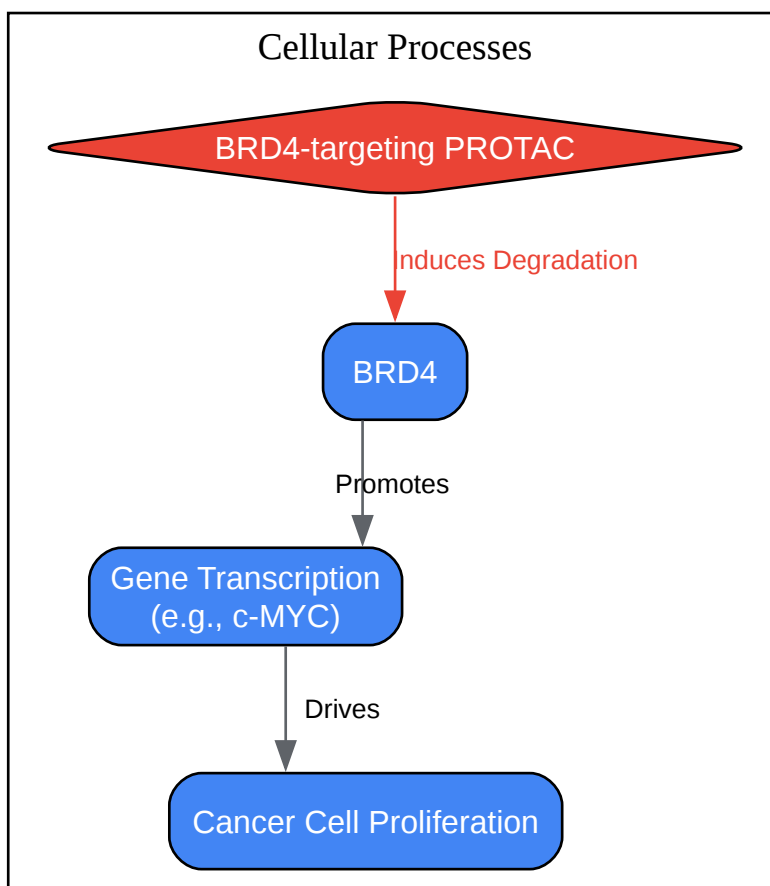 Cellular Processes
BRD4-targeting PROTAC
Induces Degradation
BRD4
Promotes
Gene Transcription
(e.g., c-MYC)
Drives
Cancer Cell Proliferation